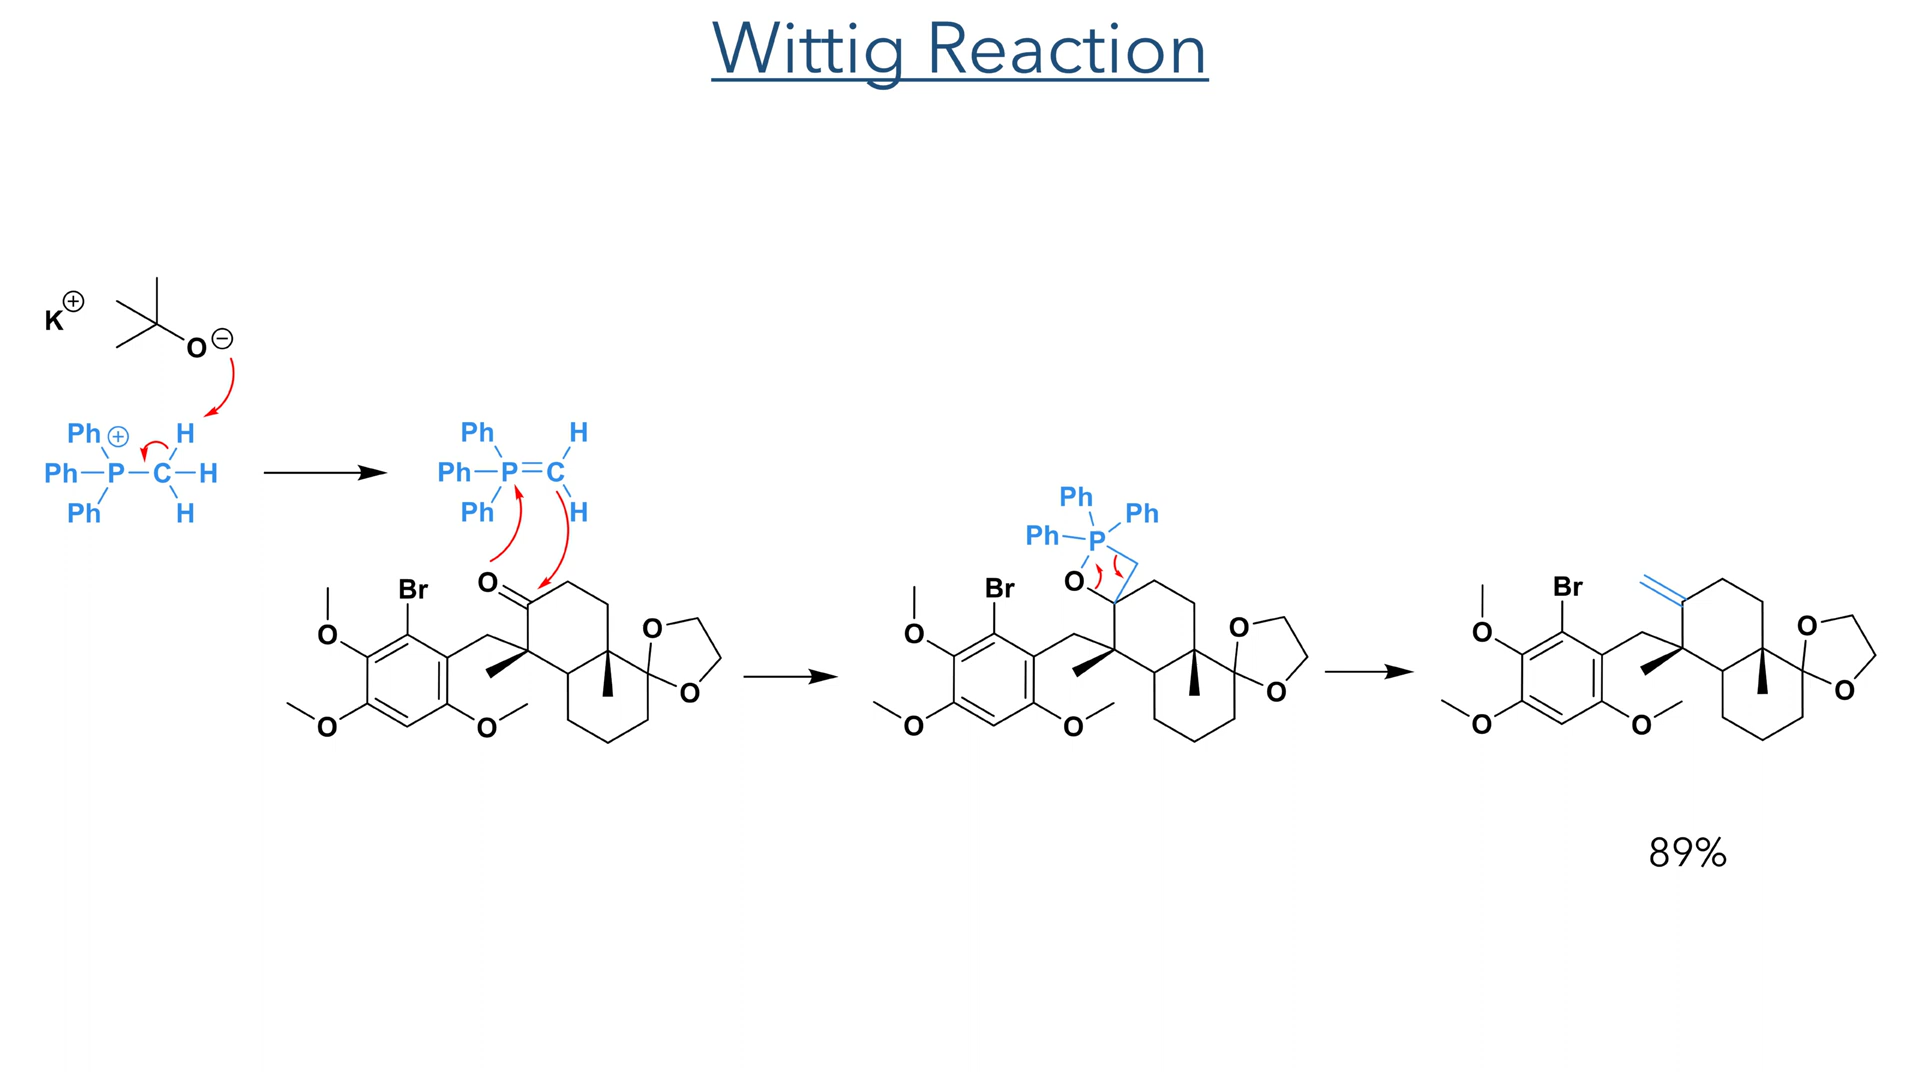 Wittig Reaction
K ⊕
O ⊖
Ph ⊕ H
Ph P C H
Ph H
Ph H
Ph P C
Ph H
Ph
Ph
Ph P
O
Br
O
O
O
O
O
Br
O
O
O
O
O
Br
O
O
O
O
O
O
89%